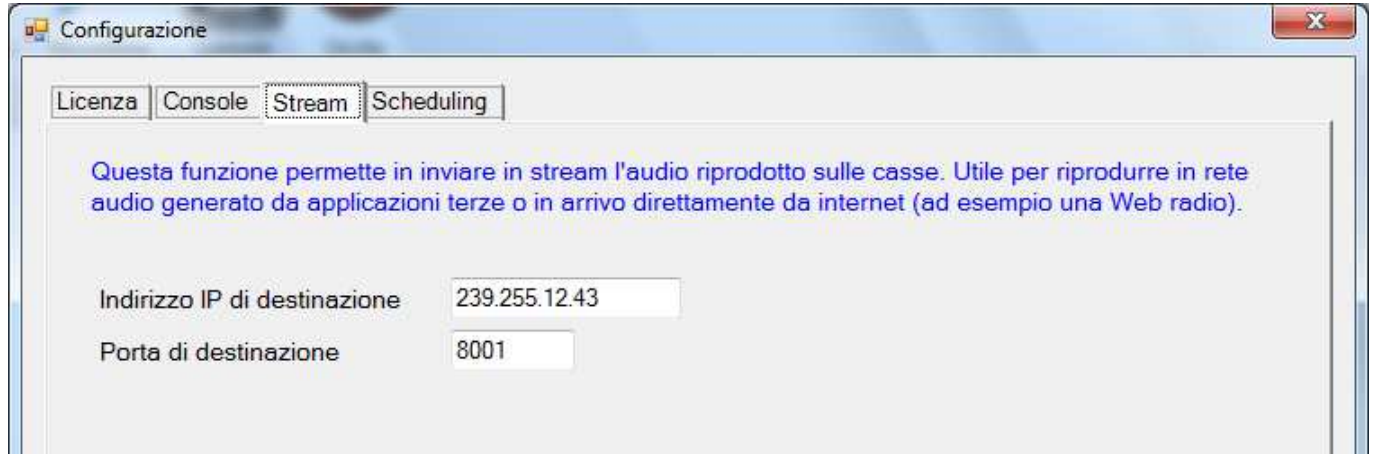 Configurazione
Licenza Console Stream Scheduling
Questa funzione permette in inviare in stream l'audio riprodotto sulle casse. Utile per riprodurre in rete
audio generato da applicazioni terze o in arrivo direttamente da internet (ad esempio una Web radio).
Indirizzo IP di destinazione 239.255.12.43
Porta di destinazione 8001